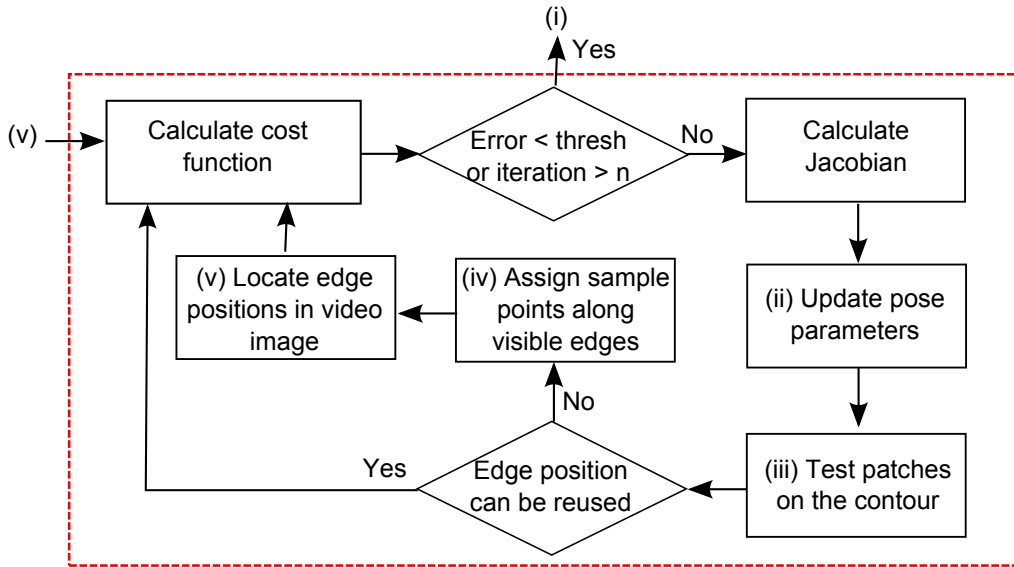 (i)
Yes
(v)
Calculate cost
function
Error < thresh
or iteration > n
No
Calculate
Jacobian
(v) Locate edge
positions in video
image
(iv) Assign sample
points along
visible edges
(ii) Update pose
parameters
No
Yes
Edge position
can be reused
(iii) Test patches
on the contour